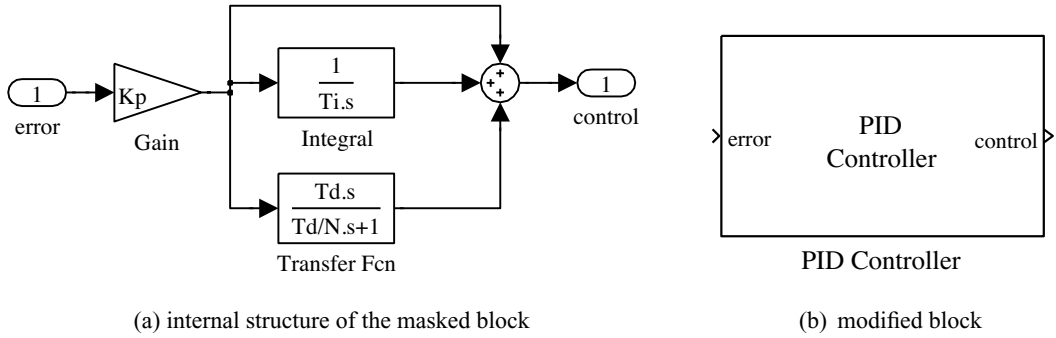 1
error
Kp
Gain
1
Ti.s
Integral
Td.s
Td/N.s+1
Transfer Fcn
+
+
+
1
control
error
PID
Controller
control
PID Controller
(a) internal structure of the masked block
(b) modified block